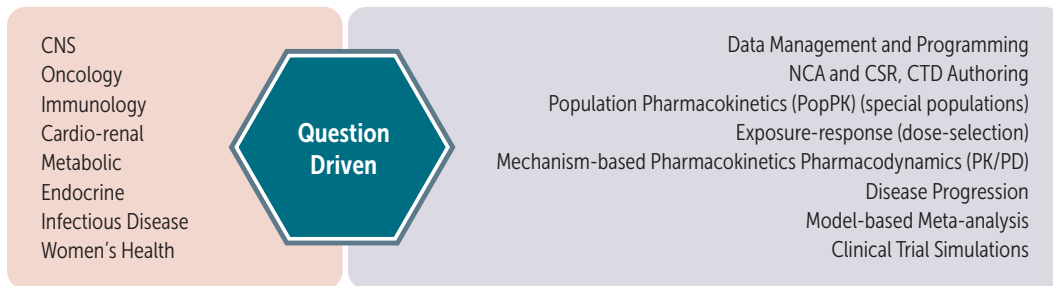 CNS
Oncology
Immunology
Cardio-renal
Metabolic
Endocrine
Infectious Disease
Women’s Health
Question
Driven
Data Management and Programming
NCA and CSR, CTD Authoring
Population Pharmacokinetics (PopPK) (special populations)
Exposure-response (dose-selection)
Mechanism-based Pharmacokinetics Pharmacodynamics (PK/PD)
Disease Progression
Model-based Meta-analysis
Clinical Trial Simulations